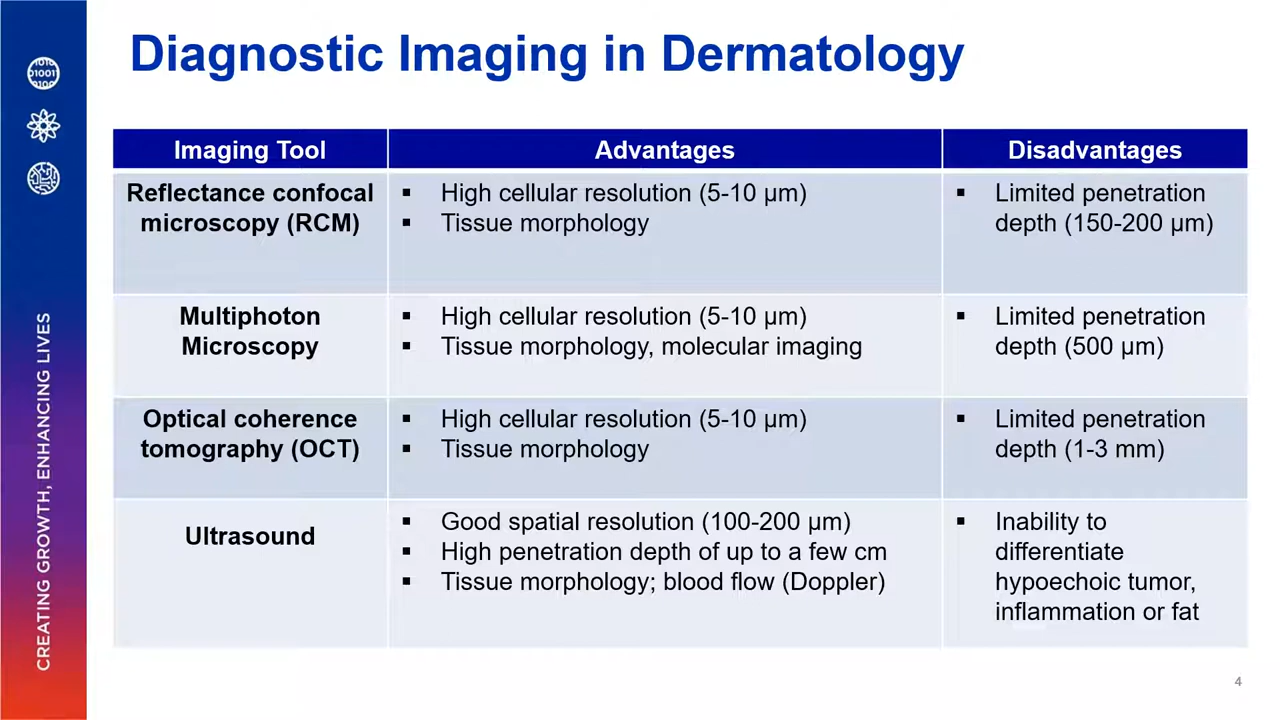 Diagnostic Imaging in Dermatology
Imaging Tool
Advantages
Disadvantages
Reflectance confocal
microscopy (RCM)
▪ High cellular resolution (5-10 µm)
▪ Tissue morphology
▪ Limited penetration
depth (150-200 µm)
Multiphoton
Microscopy
▪ High cellular resolution (5-10 µm)
▪ Tissue morphology, molecular imaging
▪ Limited penetration
depth (500 µm)
Optical coherence
tomography (OCT)
▪ High cellular resolution (5-10 µm)
▪ Tissue morphology
▪ Limited penetration
depth (1-3 mm)
Ultrasound
▪ Good spatial resolution (100-200 µm)
▪ High penetration depth of up to a few cm
▪ Tissue morphology; blood flow (Doppler)
▪ Inability to
differentiate
hypoechoic tumor,
inflammation or fat
CREATING GROWTH, ENHANCING LIVES
4